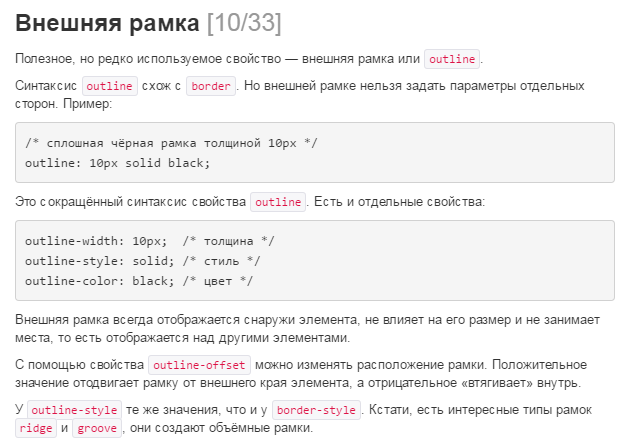 Внешняя рамка [10/33]
Полезное, но редко используемое свойство — внешняя рамка или outline.
Синтаксис outline схож с border. Но внешней рамке нельзя задать параметры отдельных
сторон. Пример:
/* сплошная чёрная рамка толщиной 10px */
outline: 10px solid black;
Это сокращённый синтаксис свойства outline. Есть и отдельные свойства:
outline-width: 10px;  /* толщина */
outline-style: solid; /* стиль */
outline-color: black; /* цвет */
Внешняя рамка всегда отображается снаружи элемента, не влияет на его размер и не занимает
места, то есть отображается над другими элементами.
С помощью свойства outline-offset можно изменять расположение рамки. Положительное
значение отодвигает рамку от внешнего края элемента, а отрицательное «втягивает» внутрь.
У outline-style те же значения, что и у border-style. Кстати, есть интересные типы рамок
ridge и groove, они создают объёмные рамки.